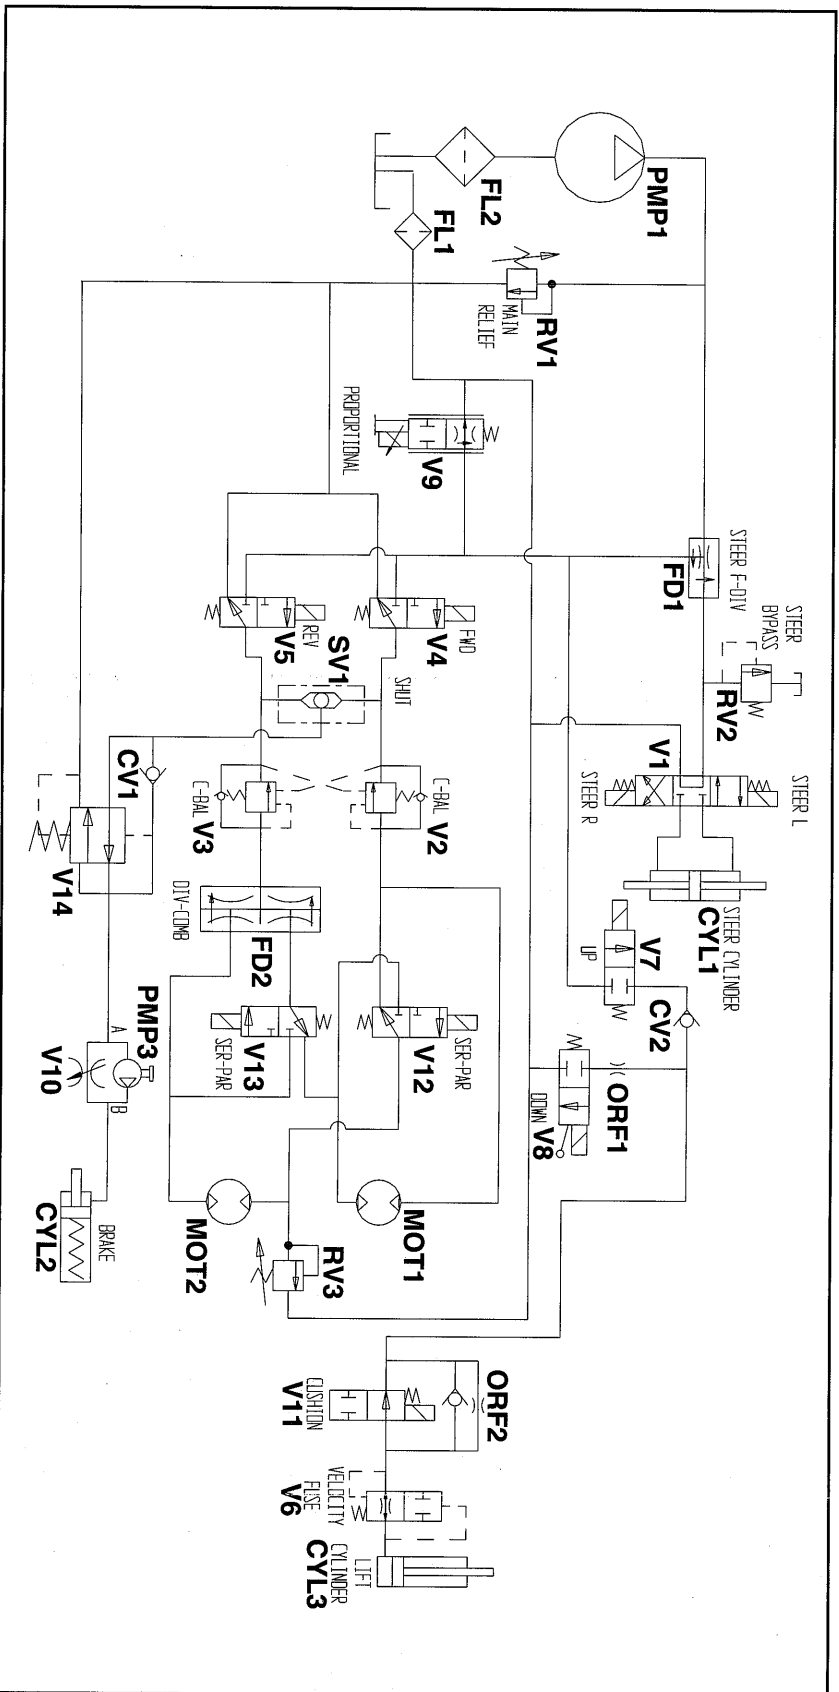 STEER
BYPASS
STEER L
STEER F-DIV
RV2
STEER CYLINDER
CYL1
FD1
V1
PMP1
CV2
V7
STEER R
UP
ORF1
V8
DOWN
RV1
MAIN
RELIEF
FL2
FL1
ORF2
V9
PROPORTIONAL
FWD
V4
SHUT
C-BAL
V2
SER-PAR
V12
MOT1
LIFT
CYLINDER
CYL3
RV3
VELOCITY
FUSE
V6
CUSHION
V11
SV1
REV
V5
C-BAL
V3
FD2
DIV-COMB
V13
SER-PAR
MOT2
CV1
PMP3
A
B
BRAKE
V14
V10
CYL2